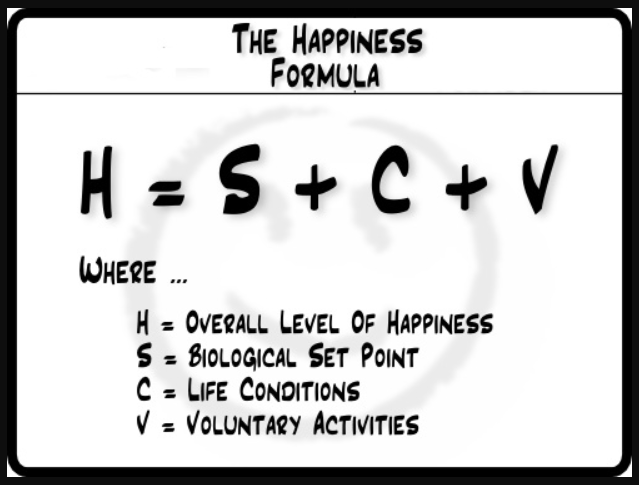 The Happiness
Formula
H = S + C + V
Where ...
H = Overall Level Of Happiness
S = Biological Set Point
C = Life Conditions
V = Voluntary Activities